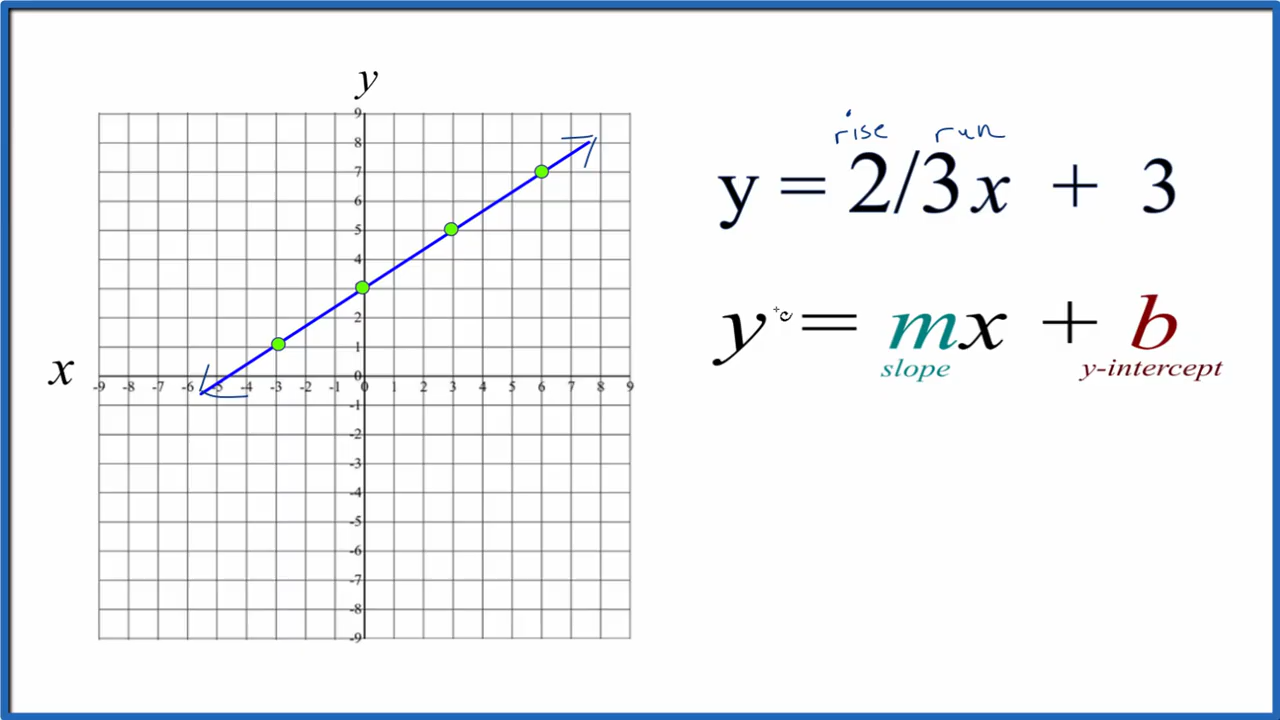 y
9
8
7
6
5
4
2
1
0
x
-9 -8 -7 -6 -5 -4 -3 -2 -1 0 1 2 3 4 5 6 7 8 9
-1
-2
-3
-4
-5
-6
-7
-8
-9
rise run
y = 2/3x + 3
y = mx + b
slope y-intercept